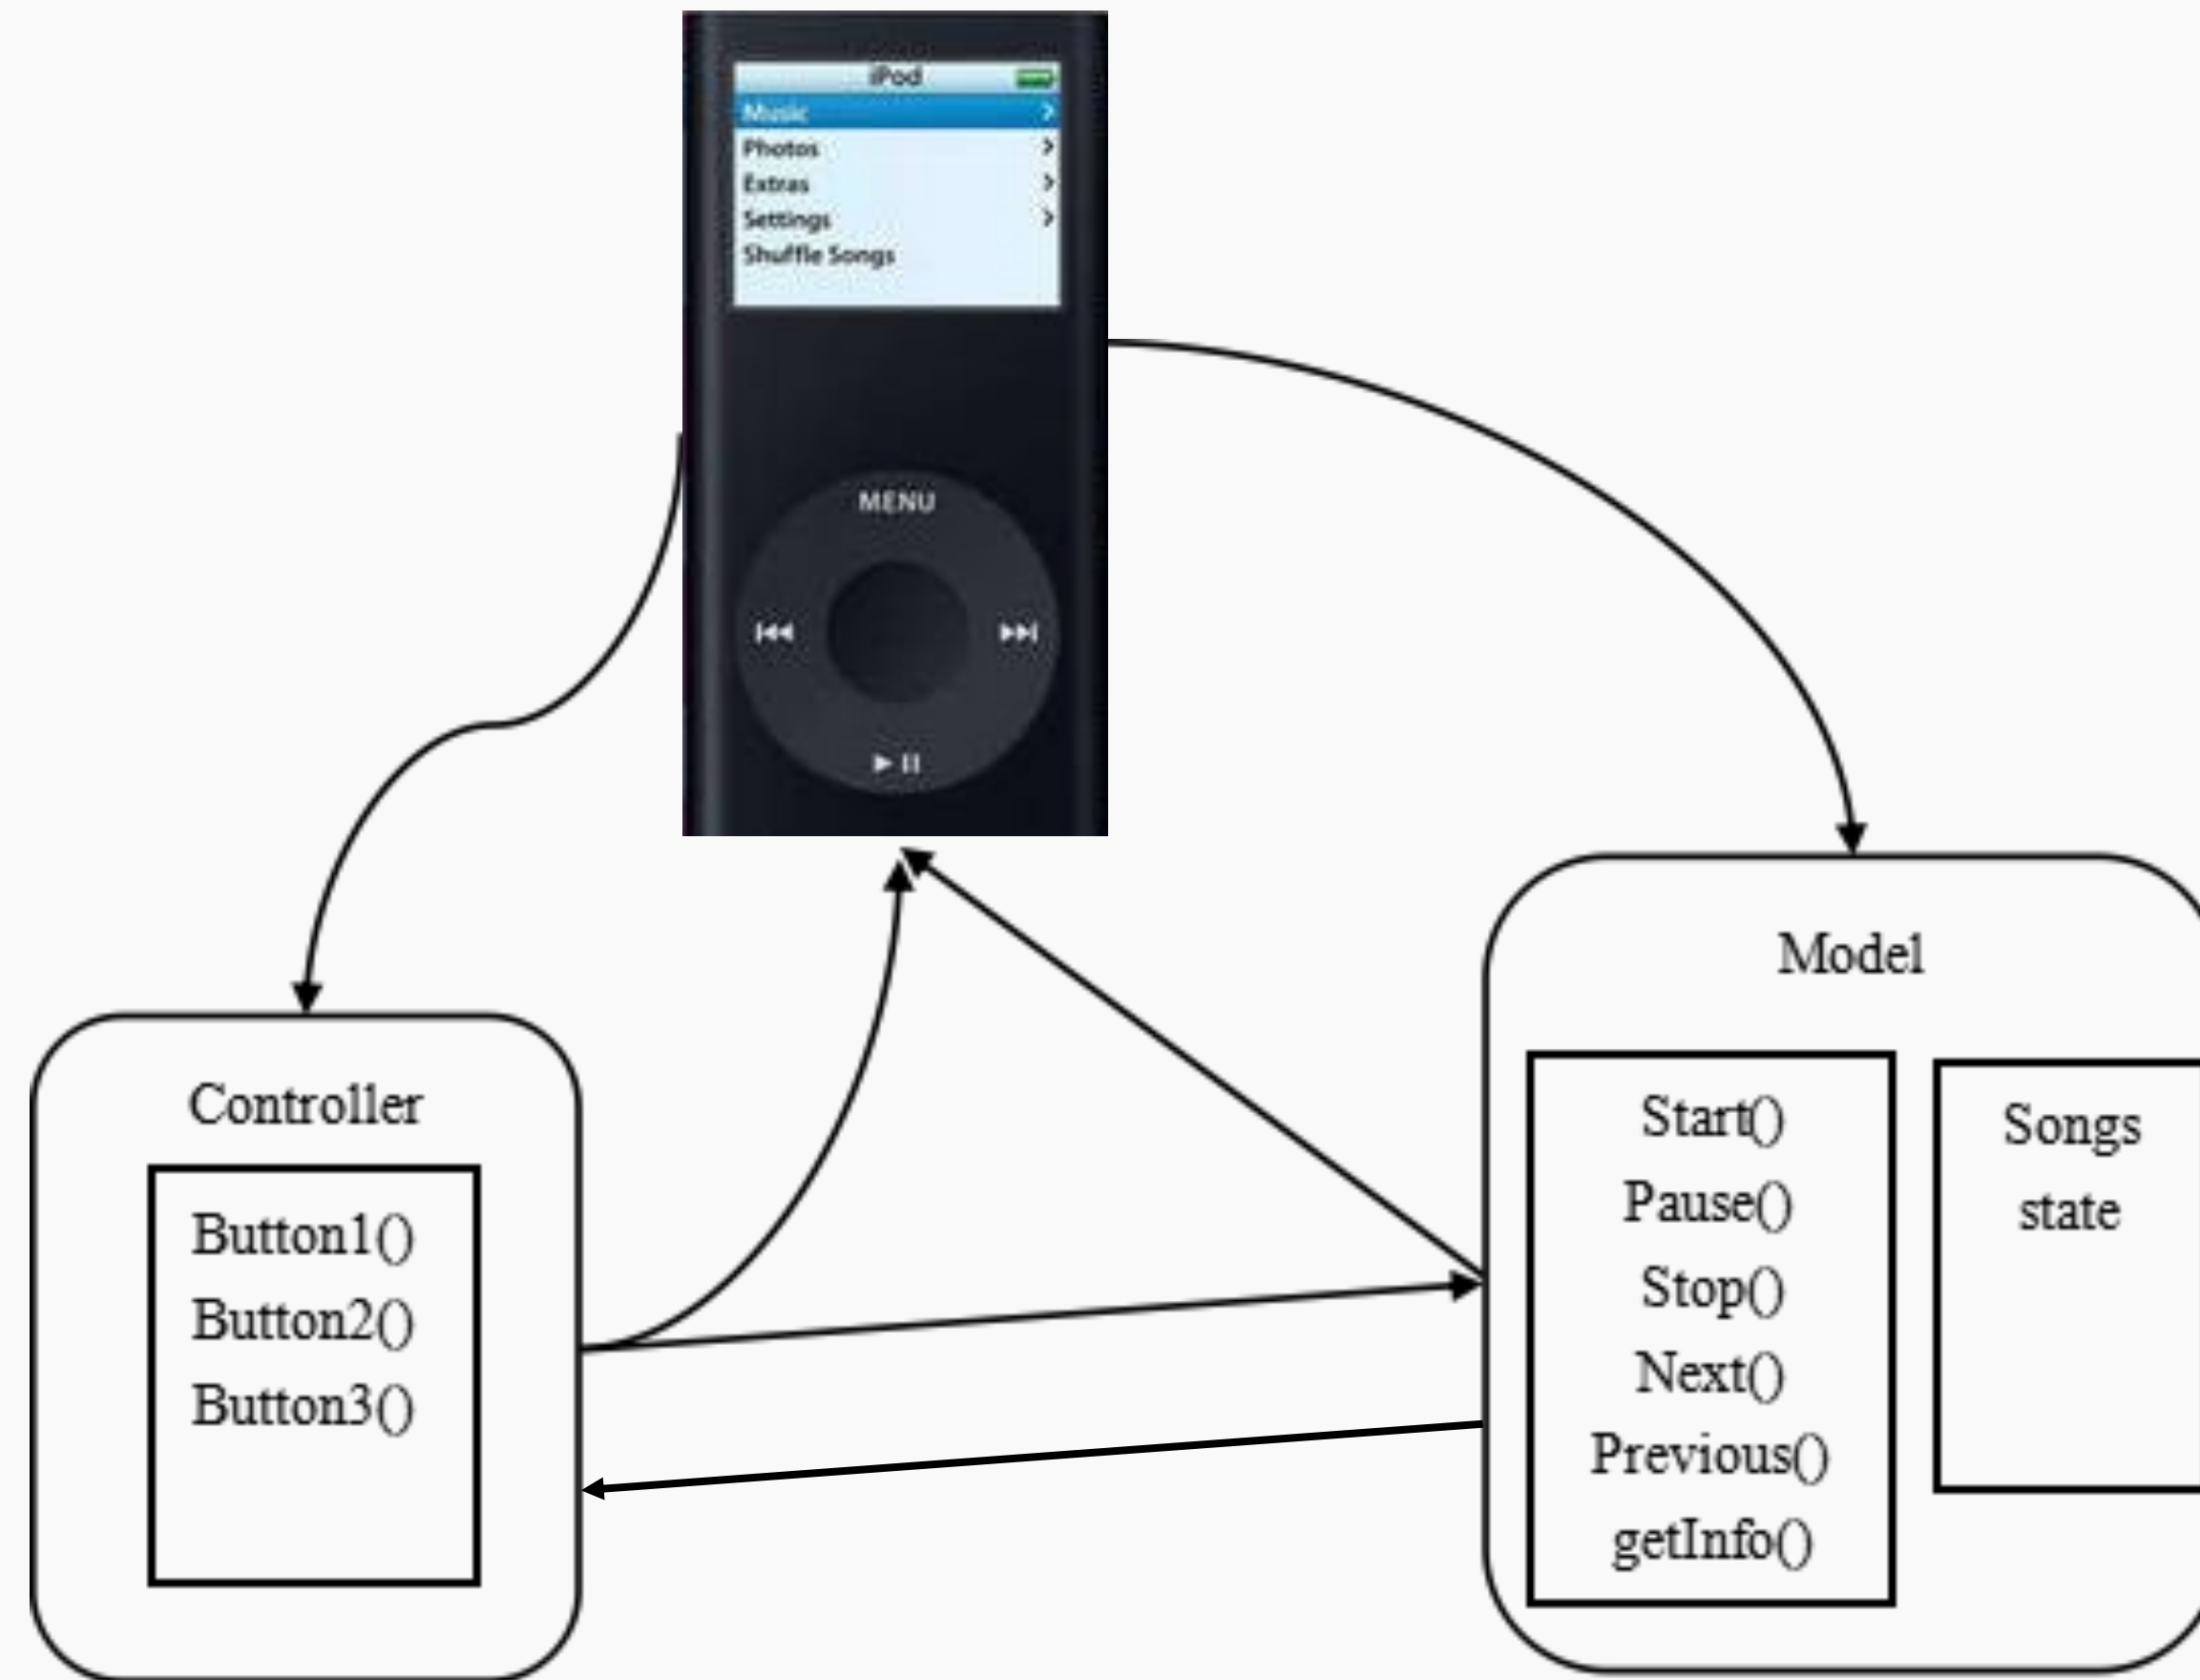 iPod
Music
Photos
Extras
Settings
Shuffle Songs
MENU
Controller
Button1()
Button2()
Button3()
Model
Start()
Pause()
Stop()
Next()
Previous()
getInfo()
Songs
state